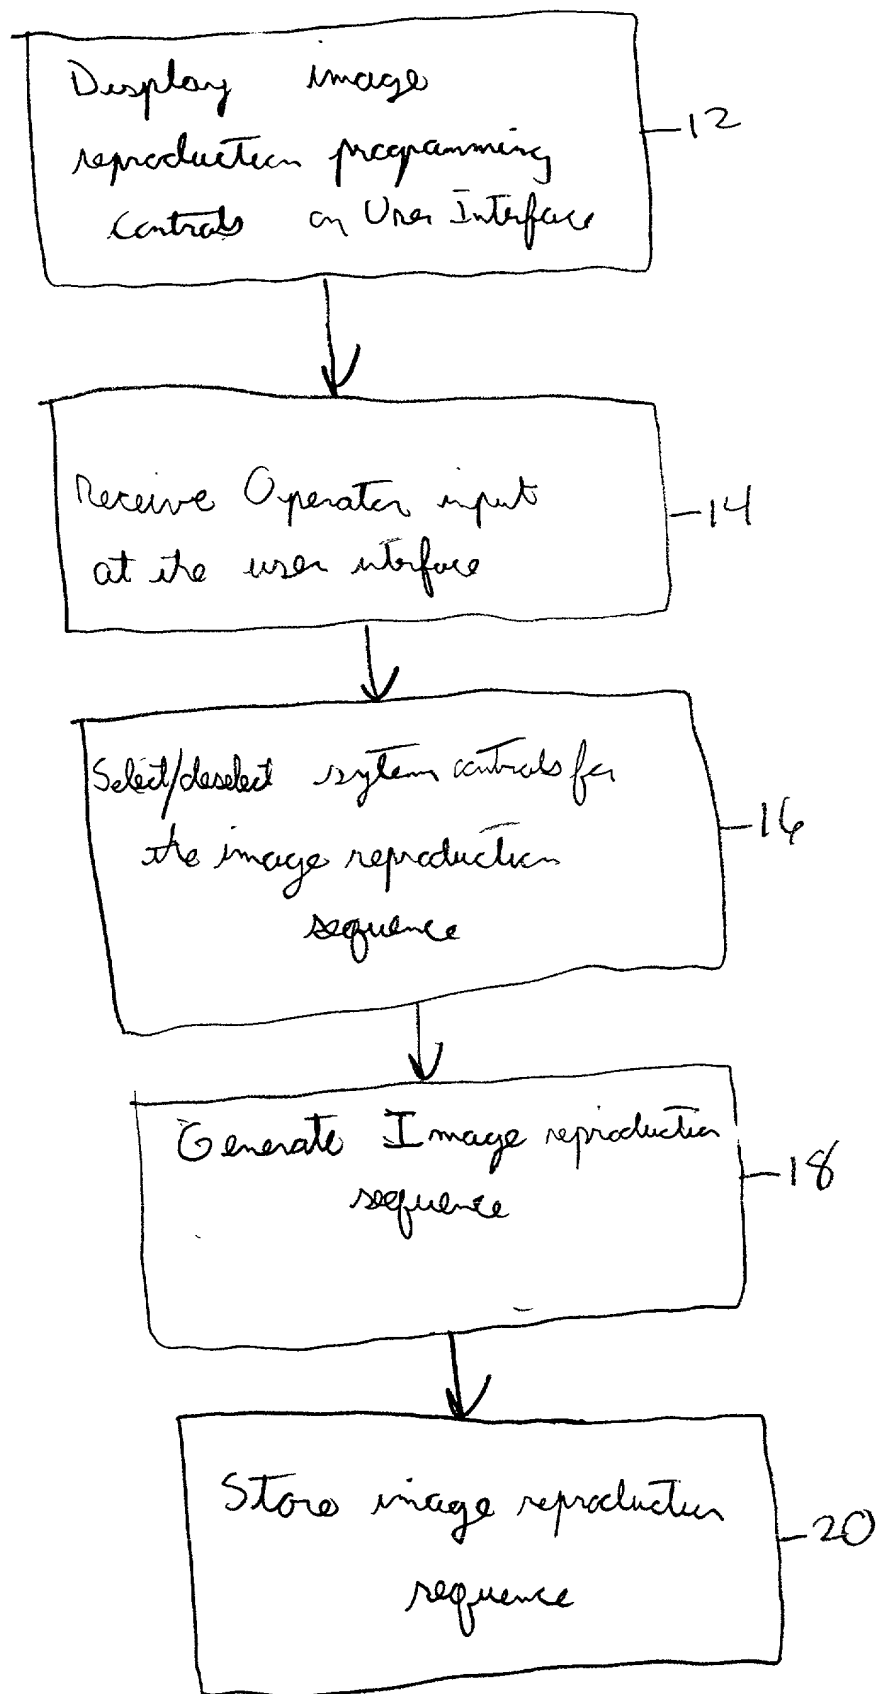 Display image
reproduction programming
controls on User Interface
12
Receive Operator input
at the user interface
14
Select/deselect sytem controls for
the image reproduction
sequence
16
Generate Image reproduction
sequence
18
Store image reproduction
sequence
20